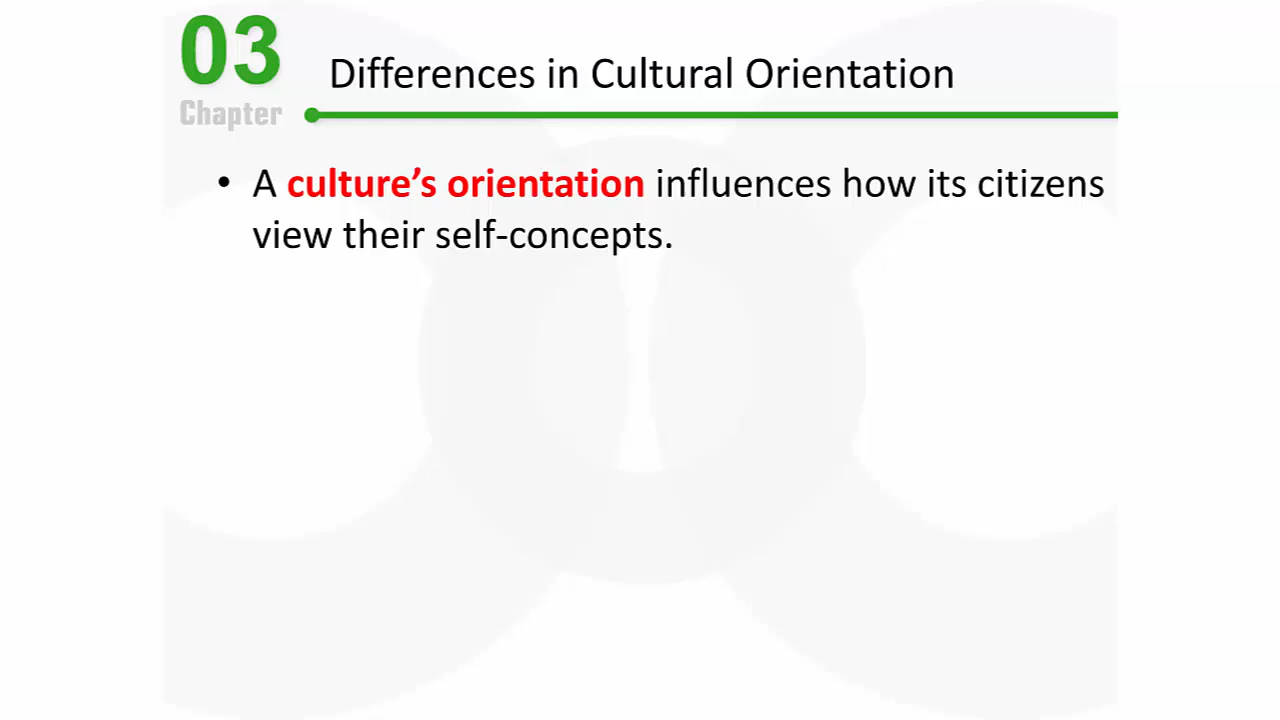 03
Chapter
Differences in Cultural Orientation
• A culture’s orientation influences how its citizens
view their self-concepts.